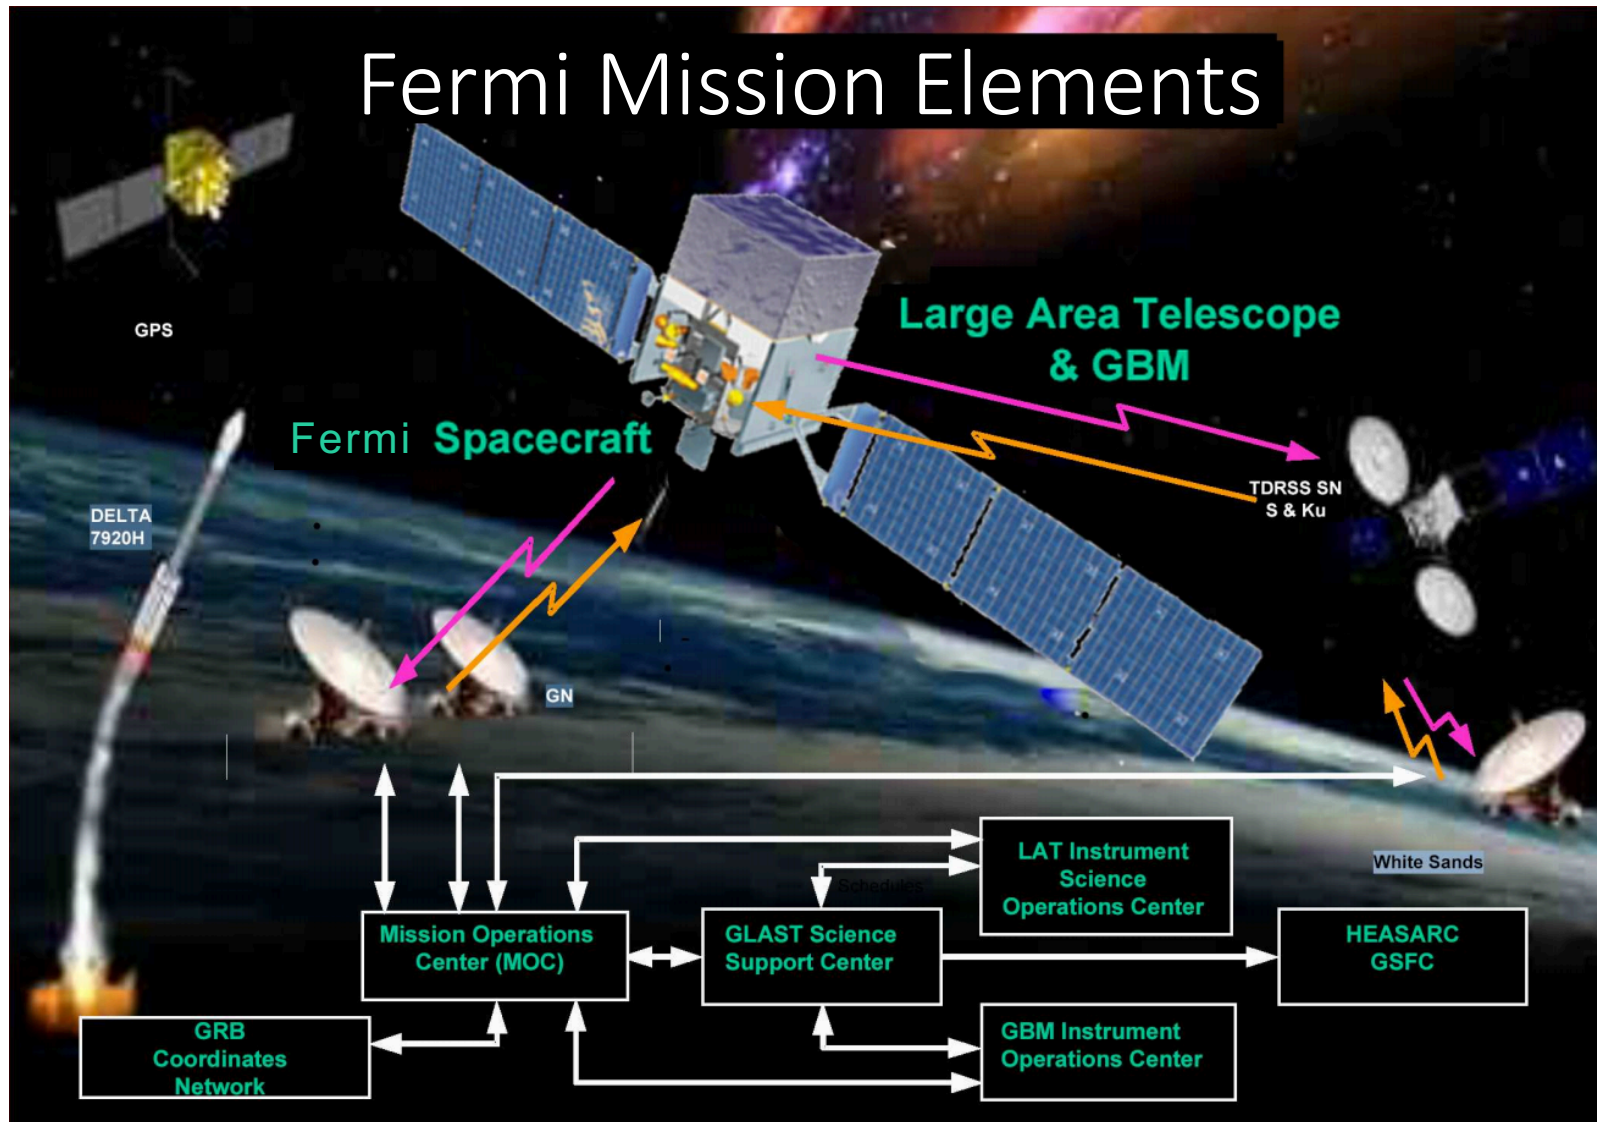 Fermi Mission Elements
GPS
Large Area Telescope
& GBM
Fermi Spacecraft
TDRSS SN
S & Ku
DELTA
7920H
GN
White Sands
LAT Instrument
Science
Operations Center
Schedules
Mission Operations
Center (MOC)
GLAST Science
Support Center
HEASARC
GSFC
GRB
Coordinates
Network
GBM Instrument
Operations Center